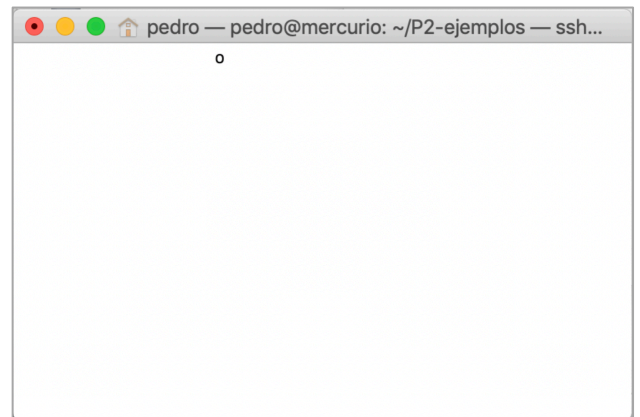 pedro — pedro@mercurio: ~/P2-ejemplos — ssh...
o